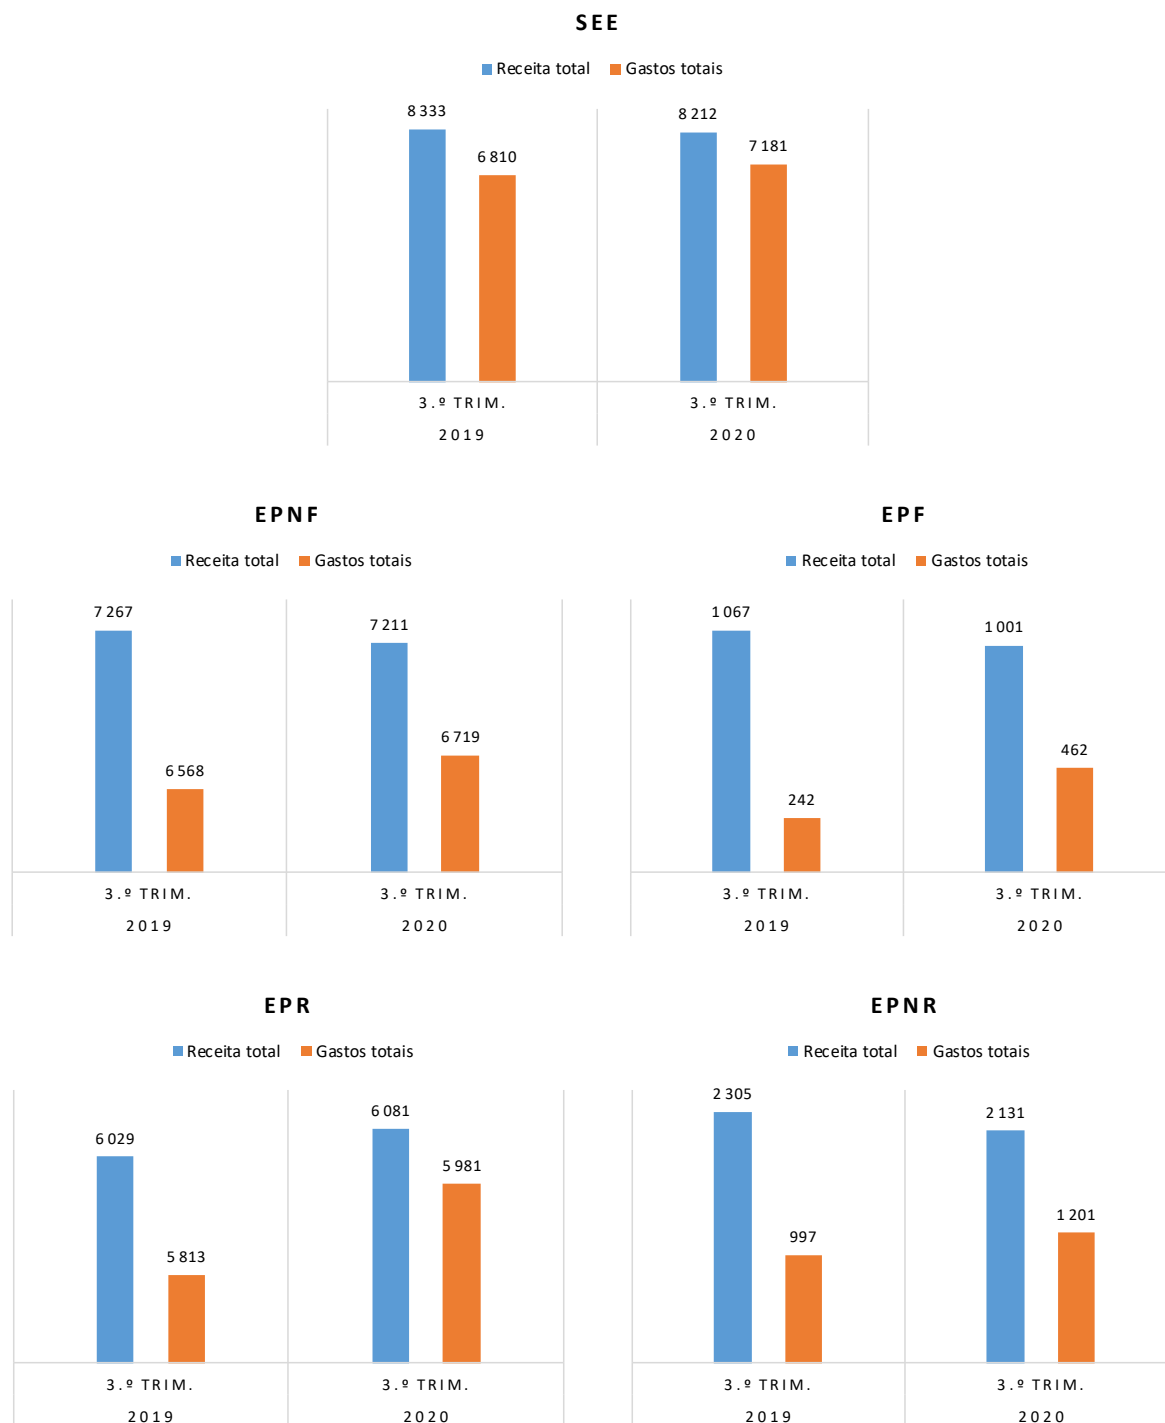 SEE
Receita total Gastos totais
8 333
6 810
8 212
7 181
3.º TRIM. 3.º TRIM.
2019 2020
EPNF
Receita total Gastos totais
7 267
6 568
7 211
6 719
3.º TRIM. 3.º TRIM.
2019 2020
EPF
Receita total Gastos totais
1 067
242
1 001
462
3.º TRIM. 3.º TRIM.
2019 2020
EPR
Receita total Gastos totais
6 029
5 813
6 081
5 981
3.º TRIM. 3.º TRIM.
2019 2020
EPNR
Receita total Gastos totais
2 305
997
2 131
1 201
3.º TRIM. 3.º TRIM.
2019 2020